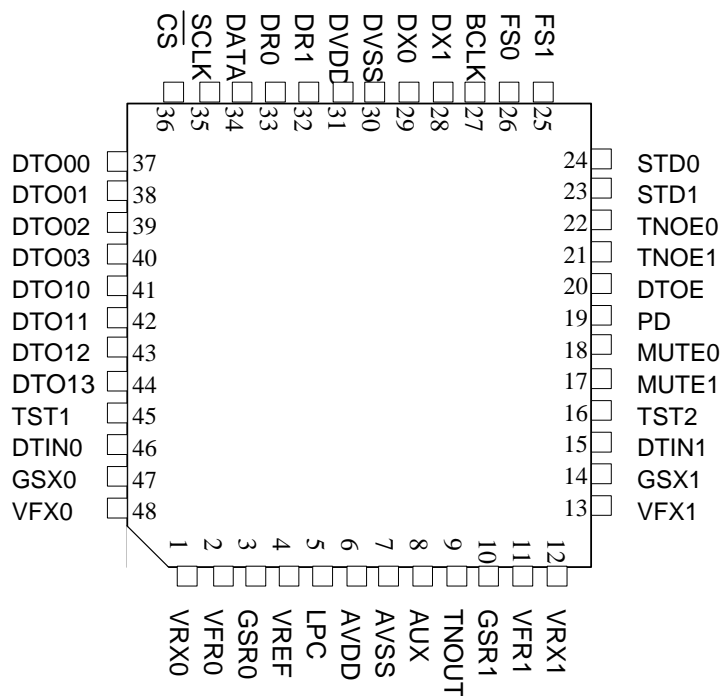 CS
SCLK
DATA
DR0
DR1
DVDD
DVSS
DX0
DX1
BCLK
FS0
FS1
36
35
34
33
32
31
30
29
28
27
26
25
DTO00 37
DTO01 38
DTO02 39
DTO03 40
DTO10 41
DTO11 42
DTO12 43
DTO13 44
TST1 45
DTIN0 46
GSX0 47
VFX0 48
24 STD0
23 STD1
22 TNOE0
21 TNOE1
20 DTOE
19 PD
18 MUTE0
17 MUTE1
16 TST2
15 DTIN1
14 GSX1
13 VFX1
1
2
3
4
5
6
7
8
9
10
11
12
VRX0
VFR0
GSR0
VREF
LPC
AVDD
AVSS
AUX
TNOUT
GSR1
VFR1
VRX1